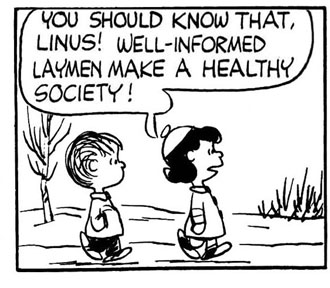 YOU SHOULD KNOW THAT,
LINUS! WELL-INFORMED
LAYMEN MAKE A HEALTHY
SOCIETY!